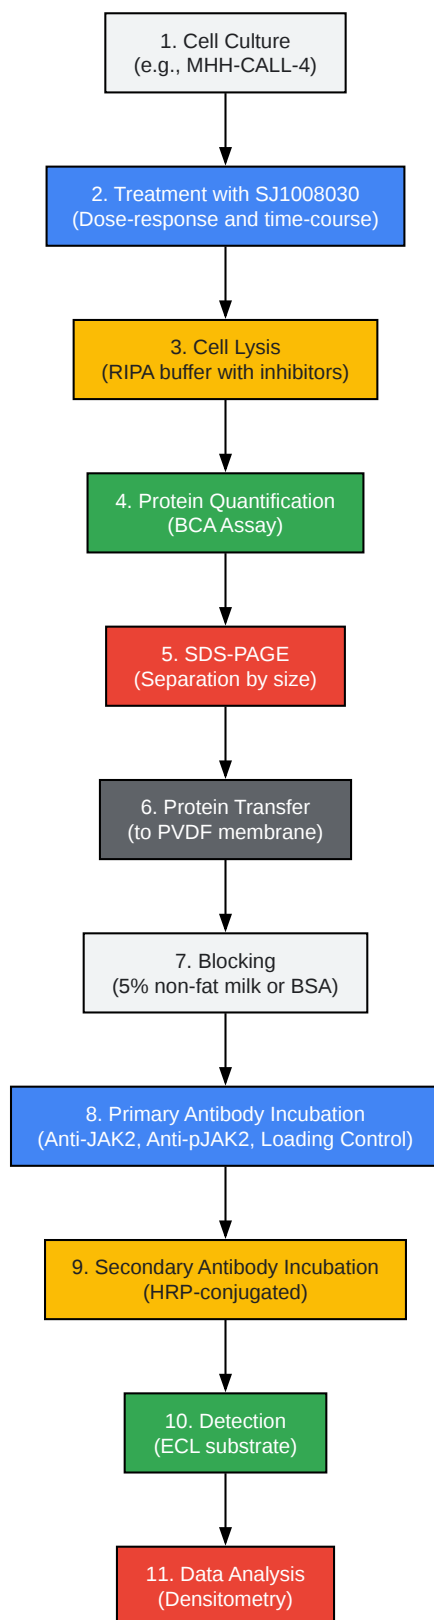 1. Cell Culture
(e.g., MHH-CALL-4)
2. Treatment with SJ1008030
(Dose-response and time-course)
3. Cell Lysis
(RIPA buffer with inhibitors)
4. Protein Quantification
(BCA Assay)
5. SDS-PAGE
(Separation by size)
6. Protein Transfer
(to PVDF membrane)
7. Blocking
(5% non-fat milk or BSA)
8. Primary Antibody Incubation
(Anti-JAK2, Anti-pJAK2, Loading Control)
9. Secondary Antibody Incubation
(HRP-conjugated)
10. Detection
(ECL substrate)
11. Data Analysis
(Densitometry)